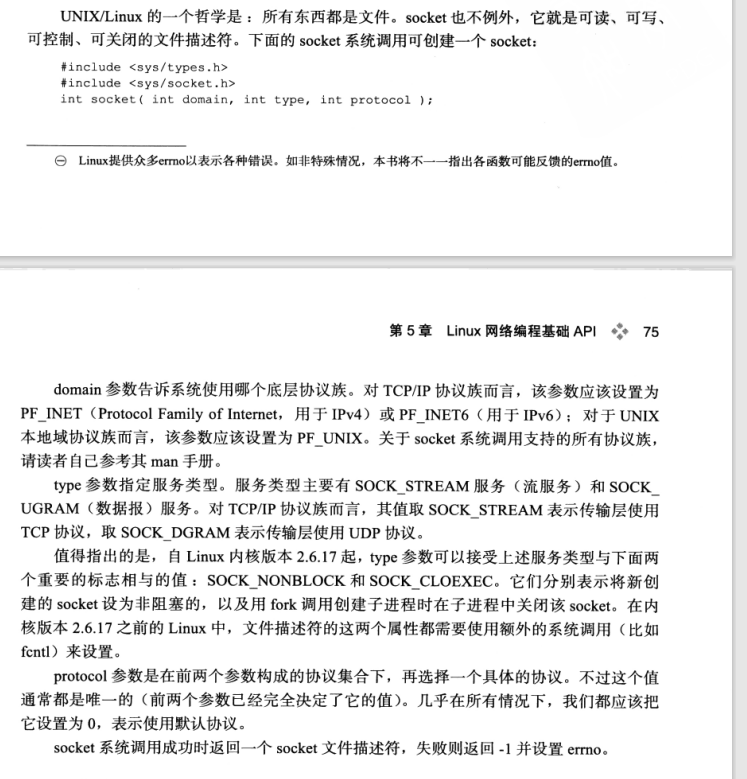 UNIX/Linux 的一个哲学是：所有东西都是文件。socket 也不例外，它就是可读、可写、
可控制、可关闭的文件描述符。下面的 socket 系统调用可创建一个 socket：
#include <sys/types.h>
#include <sys/socket.h>
int socket( int domain, int type, int protocol );
㊀ Linux提供众多errno以表示各种错误。如非特殊情况，本书将不一一指出各函数可能反馈的errno值。
第 5 章 Linux 网络编程基础 API 75
domain 参数告诉系统使用哪个底层协议族。对 TCP/IP 协议族而言，该参数应该设置为
PF_INET（Protocol Family of Internet，用于 IPv4）或 PF_INET6（用于 IPv6）；对于 UNIX
本地域协议族而言，该参数应该设置为 PF_UNIX。关于 socket 系统调用支持的所有协议族，
请读者自己参考其 man 手册。
type 参数指定服务类型。服务类型主要有 SOCK_STREAM 服务（流服务）和 SOCK_
UGRAM（数据报）服务。对 TCP/IP 协议族而言，其值取 SOCK_STREAM 表示传输层使用
TCP 协议，取 SOCK_DGRAM 表示传输层使用 UDP 协议。
值得指出的是，自 Linux 内核版本 2.6.17 起，type 参数可以接受上述服务类型与下面两
个重要的标志相与的值：SOCK_NONBLOCK 和 SOCK_CLOEXEC。它们分别表示将新创
建的 socket 设为非阻塞的，以及用 fork 调用创建子进程时在子进程中关闭该 socket。在内
核版本 2.6.17 之前的 Linux 中，文件描述符的这两个属性都需要使用额外的系统调用（比如
fcntl）来设置。
protocol 参数是在前两个参数构成的协议集合下，再选择一个具体的协议。不过这个值
通常都是唯一的（前两个参数已经完全决定了它的值）。几乎在所有情况下，我们都应该把
它设置为 0，表示使用默认协议。
socket 系统调用成功时返回一个 socket 文件描述符，失败则返回 -1 并设置 errno。